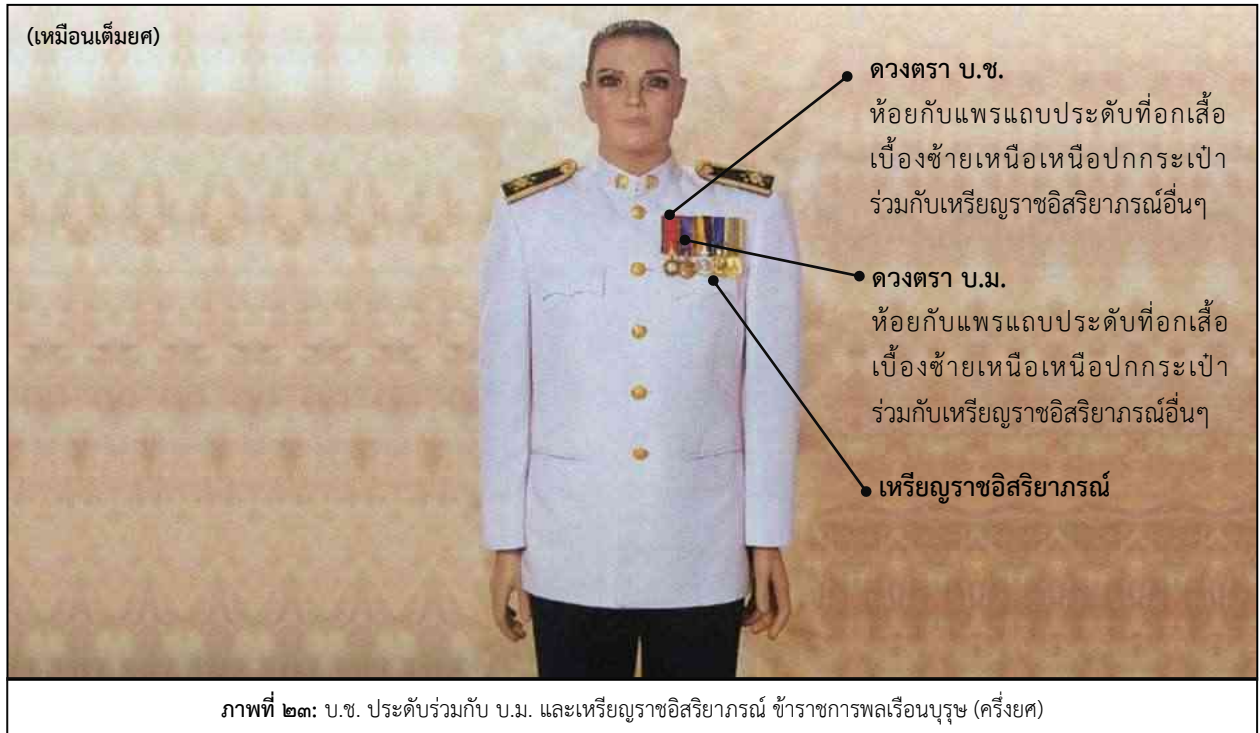 (เหมือนเต็มยศ)
ดวงตรา บ.ช.
ห้อยกับแพรแถบประดับที่อกเสื้อ
เบื้องซ้ายเหนือเหนือปกกระเป๋า
ร่วมกับเหรียญราชอิสริยาภรณ์อื่นๆ
ดวงตรา บ.ม.
ห้อยกับแพรแถบประดับที่อกเสื้อ
เบื้องซ้ายเหนือเหนือปกกระเป๋า
ร่วมกับเหรียญราชอิสริยาภรณ์อื่นๆ
เหรียญราชอิสริยาภรณ์
ภาพที่ ๒๓: บ.ช. ประดับร่วมกับ บ.ม. และเหรียญราชอิสริยาภรณ์ ข้าราชการพลเรือนบุรุษ (ครึ่งยศ)